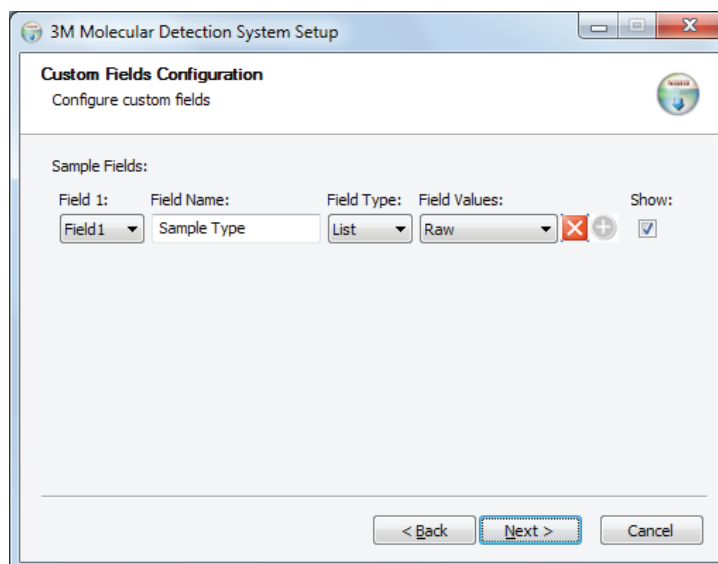 3M Molecular Detection System Setup
Custom Fields Configuration
Configure custom fields
Sample Fields:
Field 1: Field Name: Field Type: Field Values: Show:
Field1 Sample Type List Raw
< Back Next > Cancel